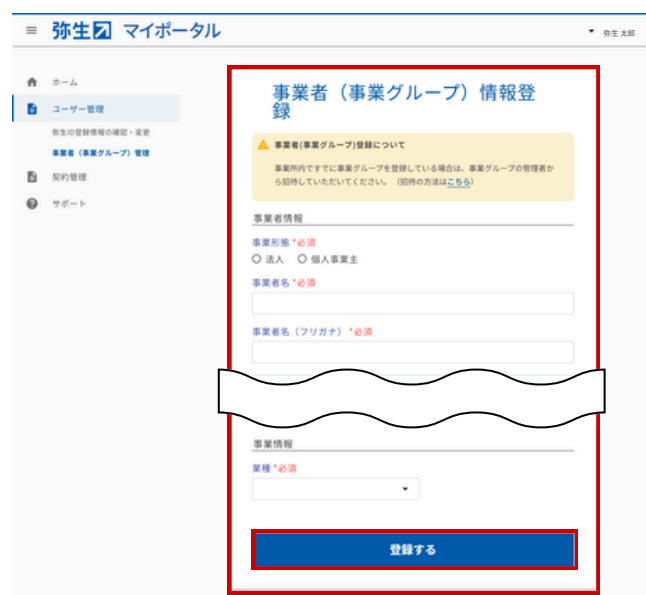 弥生 マイポータル
弥生 太郎
ホーム
ユーザー管理
弥生ID登録情報の確認・変更
事業者（事業グループ）管理
契約管理
サポート
事業者（事業グループ）情報登
録
事業者(事業グループ)登録について
事業所内ですでに事業グループを登録している場合は、事業グループの管理者か
ら招待していただいてください。（招待の方法はこちら）
事業者情報
事業形態 *必須
法人 個人事業主
事業者名 *必須
事業者名（フリガナ） *必須
事業情報
業種 *必須
登録する